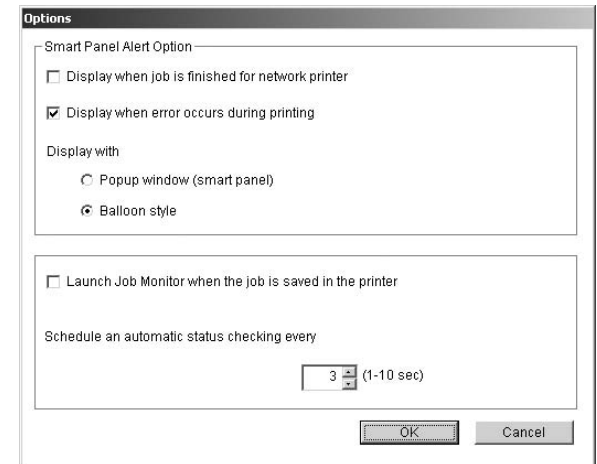 Options
Smart Panel Alert Option
Display when job is finished for network printer
Display when error occurs during printing
Display with
Popup window (smart panel)
Balloon style
Launch Job Monitor when the job is saved in the printer
Schedule an automatic status checking every
3 (1-10 sec)
OK Cancel